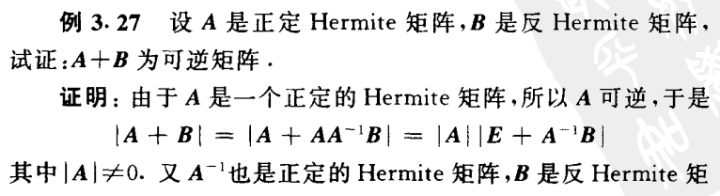 例 3.27 设 A 是正定 Hermite 矩阵,B 是反 Hermite 矩阵,
试证:A+B 为可逆矩阵.
证明:由于 A 是一个正定的 Hermite 矩阵,所以 A 可逆,于是
|A + B| = |A + AA⁻¹B| = |A||E + A⁻¹B|
其中|A|≠0. 又 A⁻¹也是正定的 Hermite 矩阵,B 是反 Hermite 矩